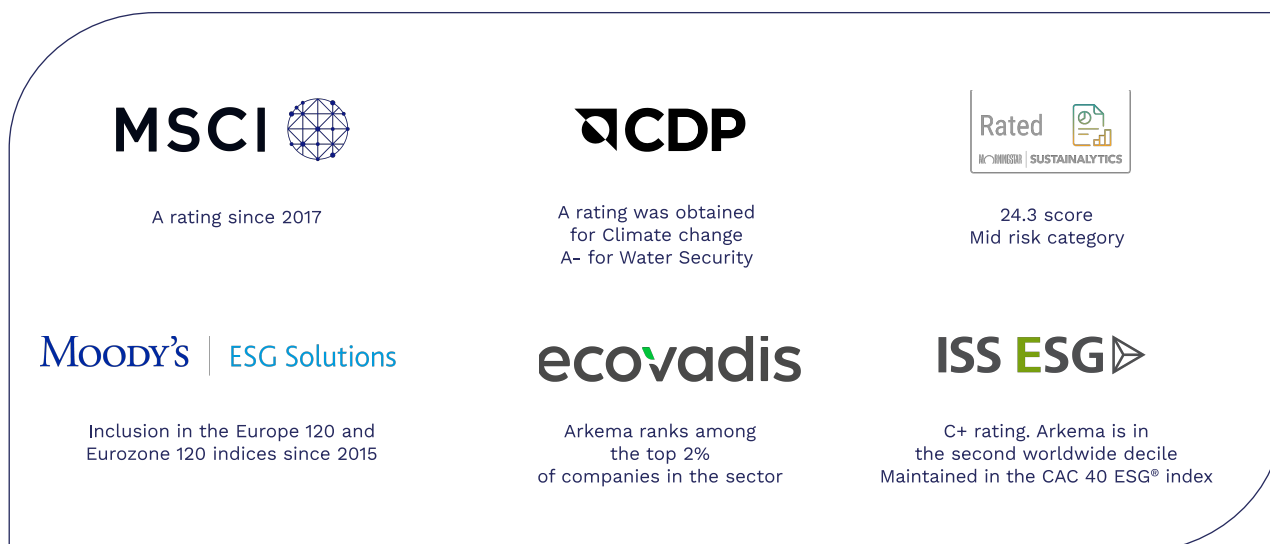 MSCI
A rating since 2017
CDP
A rating was obtained
for Climate change
A- for Water Security
Rated
MORNINGSTAR | SUSTAINALYTICS
24.3 score
Mid risk category
MOODY'S | ESG Solutions
Inclusion in the Europe 120 and
Eurozone 120 indices since 2015
ecovadis
Arkema ranks among
the top 2%
of companies in the sector
ISS ESG
C+ rating. Arkema is in
the second worldwide decile
Maintained in the CAC 40 ESG® index